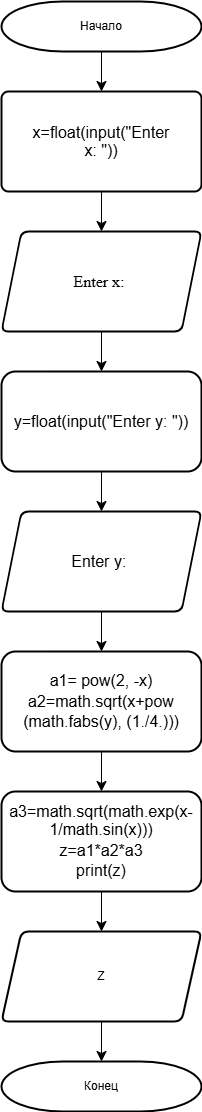 Начало
x=float(input("Enter
x: "))
Enter x:
y=float(input("Enter y: "))
Enter y:
a1= pow(2, -x)
a2=math.sqrt(x+pow
(math.fabs(y), (1./4.)))
a3=math.sqrt(math.exp(x-
1/math.sin(x)))
z=a1*a2*a3
print(z)
Z
Конец